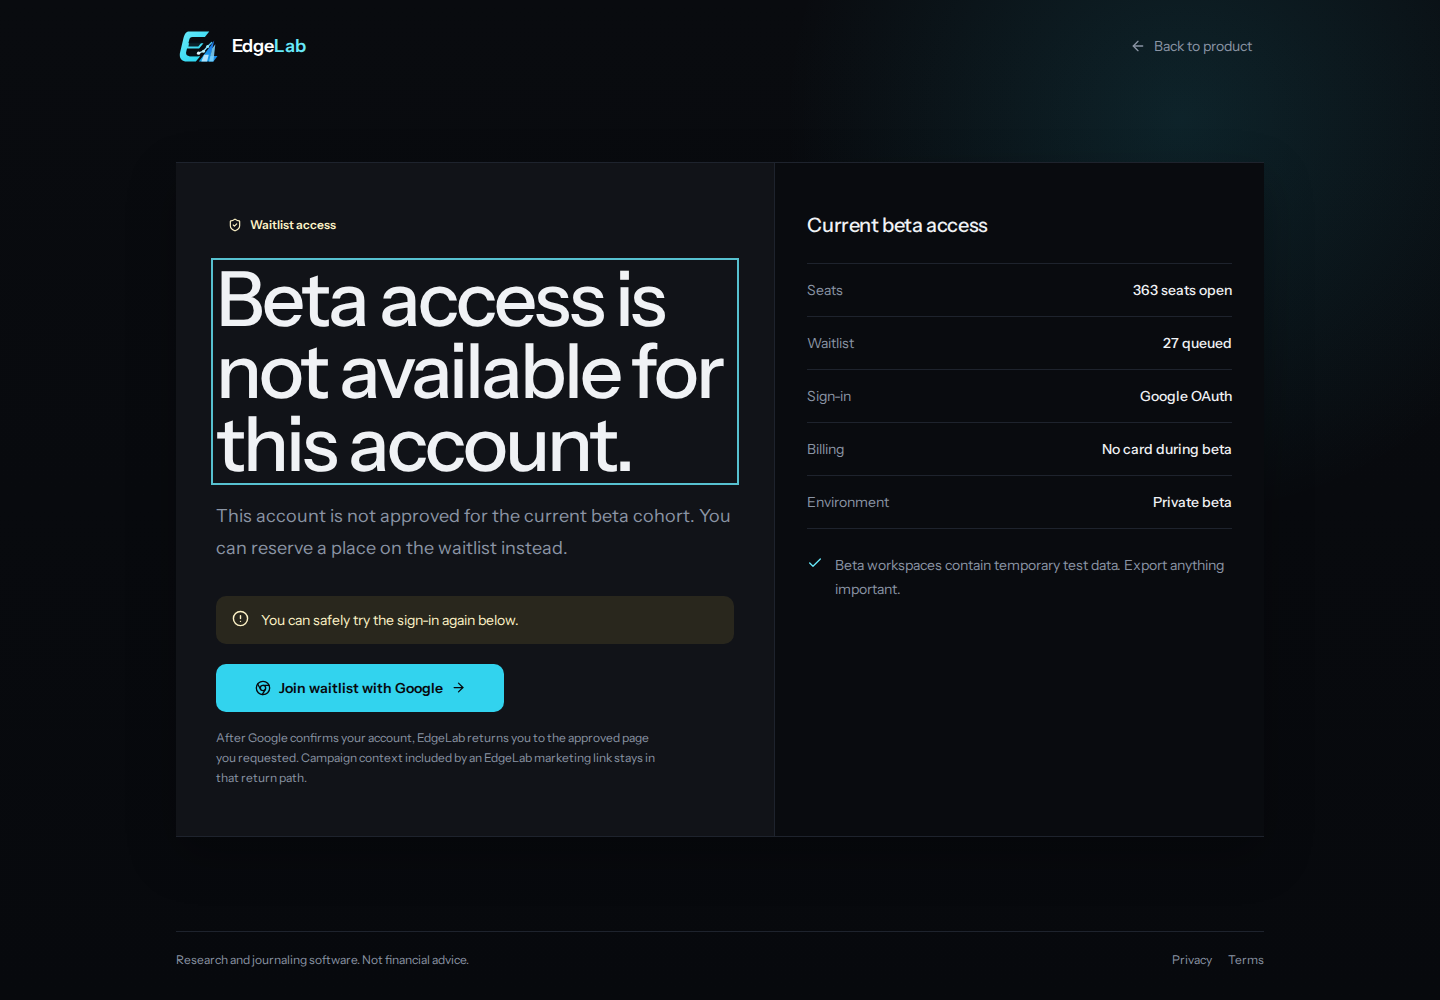 EdgeLab
Back to product
Waitlist access
Beta access is
not available for
this account.
This account is not approved for the current beta cohort. You
can reserve a place on the waitlist instead.
You can safely try the sign-in again below.
Join waitlist with Google
After Google confirms your account, EdgeLab returns you to the approved page
you requested. Campaign context included by an EdgeLab marketing link stays in
that return path.
Current beta access
Seats 363 seats open
Waitlist 27 queued
Sign-in Google OAuth
Billing No card during beta
Environment Private beta
Beta workspaces contain temporary test data. Export anything
important.
Research and journaling software. Not financial advice.
Privacy Terms